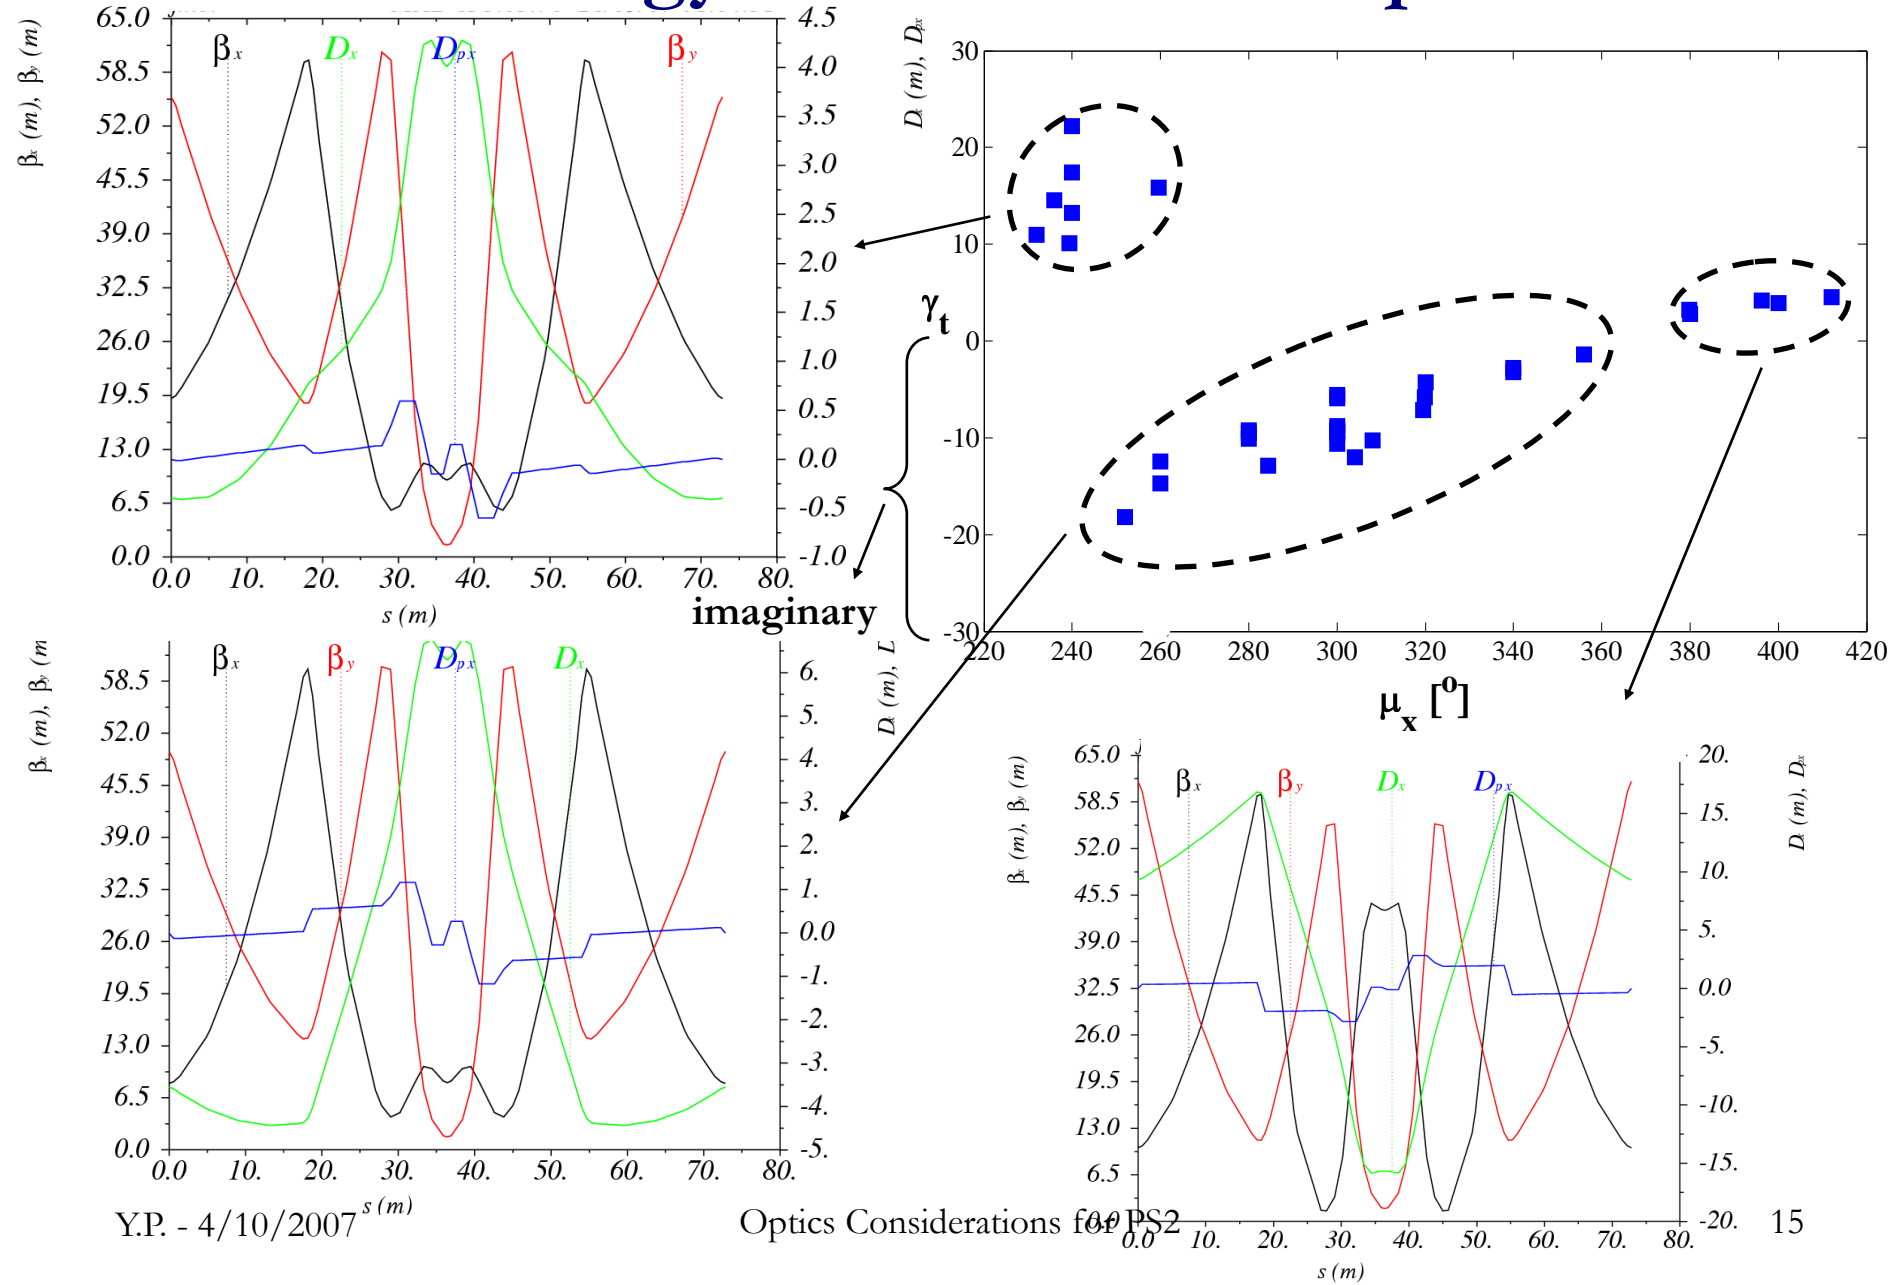 65.0
58.5
52.0
45.5
39.0
32.5
26.0
19.5
13.0
6.5
0.0
βx (m), βy (m)
βx
Dx
Dpx
βy
4.5
4.0
3.5
3.0
2.5
2.0
1.5
1.0
0.5
0.0
-0.5
-1.0
Dx (m), Dpx
0.0 10. 20. 30. 40. 50. 60. 70. 80.
s (m)
30
20
10
0
-10
-20
-30
220 240 260 280 300 320 340 360 380 400 420
γt
μx [o]
imaginary
βx (m), βy (m
58.5
52.0
45.5
39.0
32.5
26.0
19.5
13.0
6.5
0.0
βx
βy
Dpx
Dx
6.
5.
4.
3.
2.
1.
0.0
-1.
-2.
-3.
-4.
-5.
Dx (m), L
0.0 10. 20. 30. 40. 50. 60. 70. 80.
s (m)
βx (m), βy (m)
65.0
58.5
52.0
45.5
39.0
32.5
26.0
19.5
13.0
6.5
βx
βy
Dx
Dpx
20.
15.
10.
5.
0.0
-5.
-10.
-15.
-20.
Dx (m), Dpx
0.0 10. 20. 30. 40. 50. 60. 70. 80.
s (m)
Y.P. - 4/10/2007
Optics Considerations for PS2
15